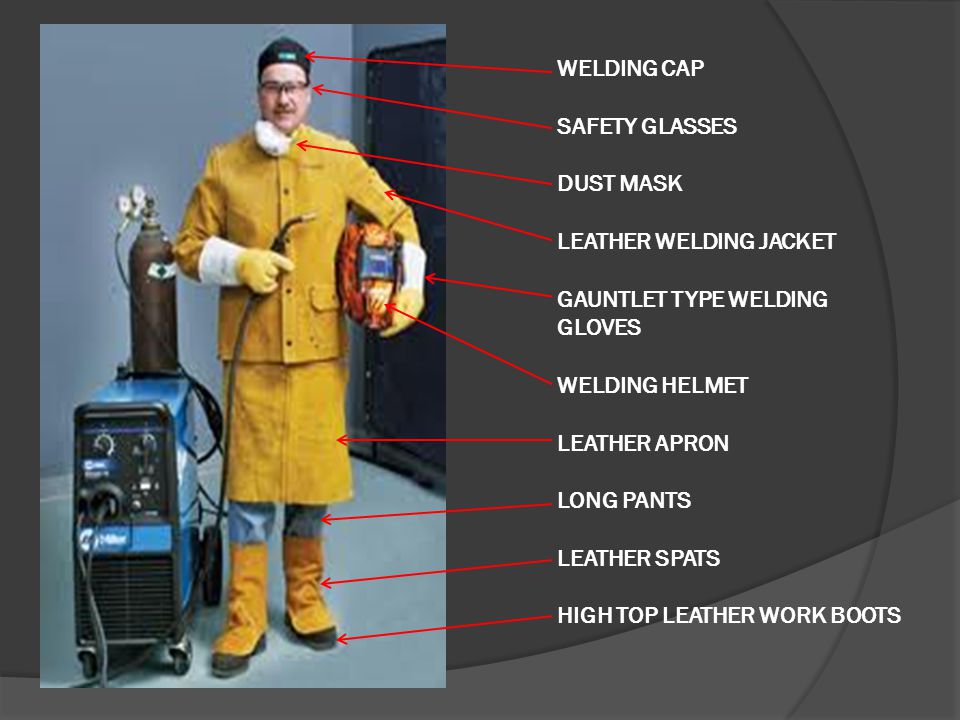 WELDING CAP
SAFETY GLASSES
DUST MASK
LEATHER WELDING JACKET
GAUNTLET TYPE WELDING
GLOVES
WELDING HELMET
LEATHER APRON
LONG PANTS
LEATHER SPATS
HIGH TOP LEATHER WORK BOOTS
Miller